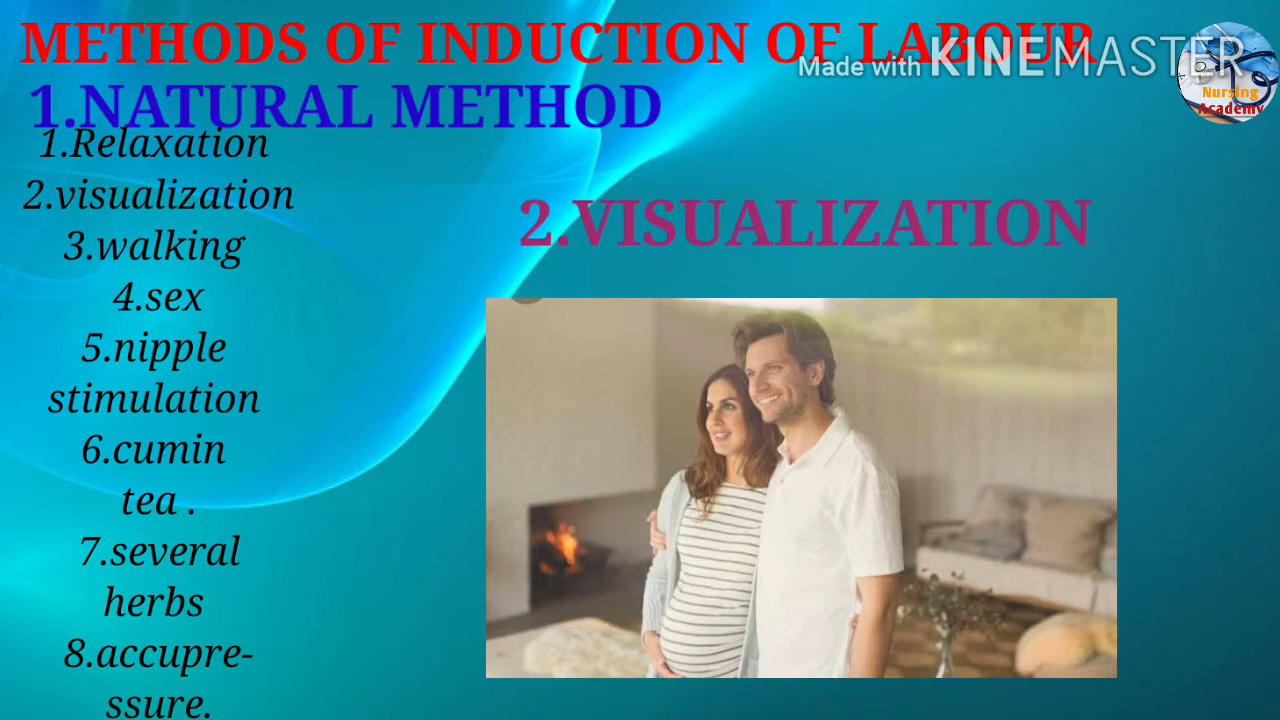 METHODS OF INDUCTION OF LABOUR
Made with KINEMASTER
Nursing
Academy
1.NATURAL METHOD
1.Relaxation
2.visualization
3.walking
4.sex
5.nipple
stimulation
6.cumin
tea .
7.several
herbs
8.accupre-
ssure.
2.VISUALIZATION